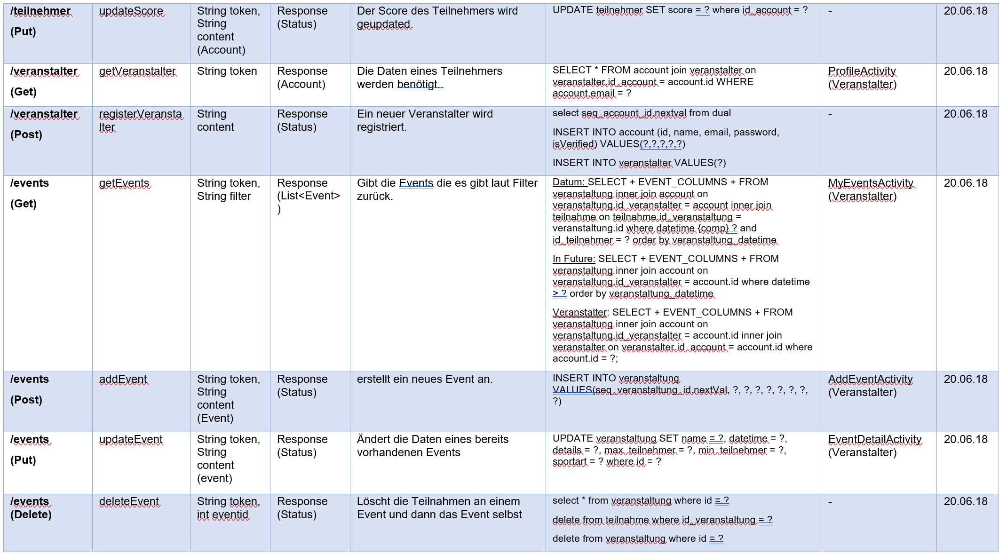 /teilnehmer
(Put)
updateScore
String token,
String
content
(Account)
Response
(Status)
Der Score des Teilnehmers wird
geupdated.
UPDATE teilnehmer SET score = ? where id_account = ?
-
20.06.18
/veranstalter
(Get)
getVeranstalter
String token
Response
(Account)
Die Daten eines Teilnehmers
werden benötigt..
SELECT * FROM account join veranstalter on
veranstalter.id_account = account.id WHERE
account.email = ?
ProfileActivity
(Veranstalter)
20.06.18
/veranstalter
(Post)
registerVeransta
lter
String
content
Response
(Status)
Ein neuer Veranstalter wird
registriert.
select seq_account_id.nextval from dual
INSERT INTO account (id, name, email, password,
isVerified) VALUES(?,?,?,?,?)
INSERT INTO veranstalter VALUES(?)
-
20.06.18
/events
(Get)
getEvents
String token,
String filter
Response
(List<Event>
)
Gibt die Events die es gibt laut Filter
zurück.
Datum: SELECT + EVENT_COLUMNS + FROM
veranstaltung inner join account on
veranstaltung.id_veranstalter = account inner join
teilnahme on teilnahme.id_veranstaltung =
veranstaltung.id where datetime {comp} ? and
id_teilnehmer = ? order by veranstaltung_datetime
In Future: SELECT + EVENT_COLUMNS + FROM
veranstaltung inner join account on
veranstaltung.id_veranstalter = account.id where datetime
> ? order by veranstaltung_datetime
Veranstalter: SELECT + EVENT_COLUMNS + FROM
veranstaltung inner join account on
veranstaltung.id_veranstalter = account.id inner join
veranstalter on veranstalter.id_account = account.id where
account.id = ?;
MyEventsActivity
(Veranstalter)
20.06.18
/events
(Post)
addEvent
String token,
String
content
(Event)
Response
(Status)
erstellt ein neues Event an.
INSERT INTO veranstaltung
VALUES(seq_veranstaltung_id.nextVal, ?, ?, ?, ?, ?, ?, ?,
?)
AddEventActivity
(Veranstalter)
20.06.18
/events
(Put)
updateEvent
String token,
String
content
(event)
Response
(Status)
Ändert die Daten eines bereits
vorhandenen Events
UPDATE veranstaltung SET name = ?, datetime = ?,
details = ?, max_teilnehmer = ?, min_teilnehmer = ?,
sportart = ? where id = ?
EventDetailActivity
(Veranstalter)
20.06.18
/events
(Delete)
deleteEvent
String token,
int eventid
Response
(Status)
Löscht die Teilnahmen an einem
Event und dann das Event selbst
select * from veranstaltung where id = ?
delete from teilnahme where id_veranstaltung = ?
delete from veranstaltung where id = ?
-
20.06.18